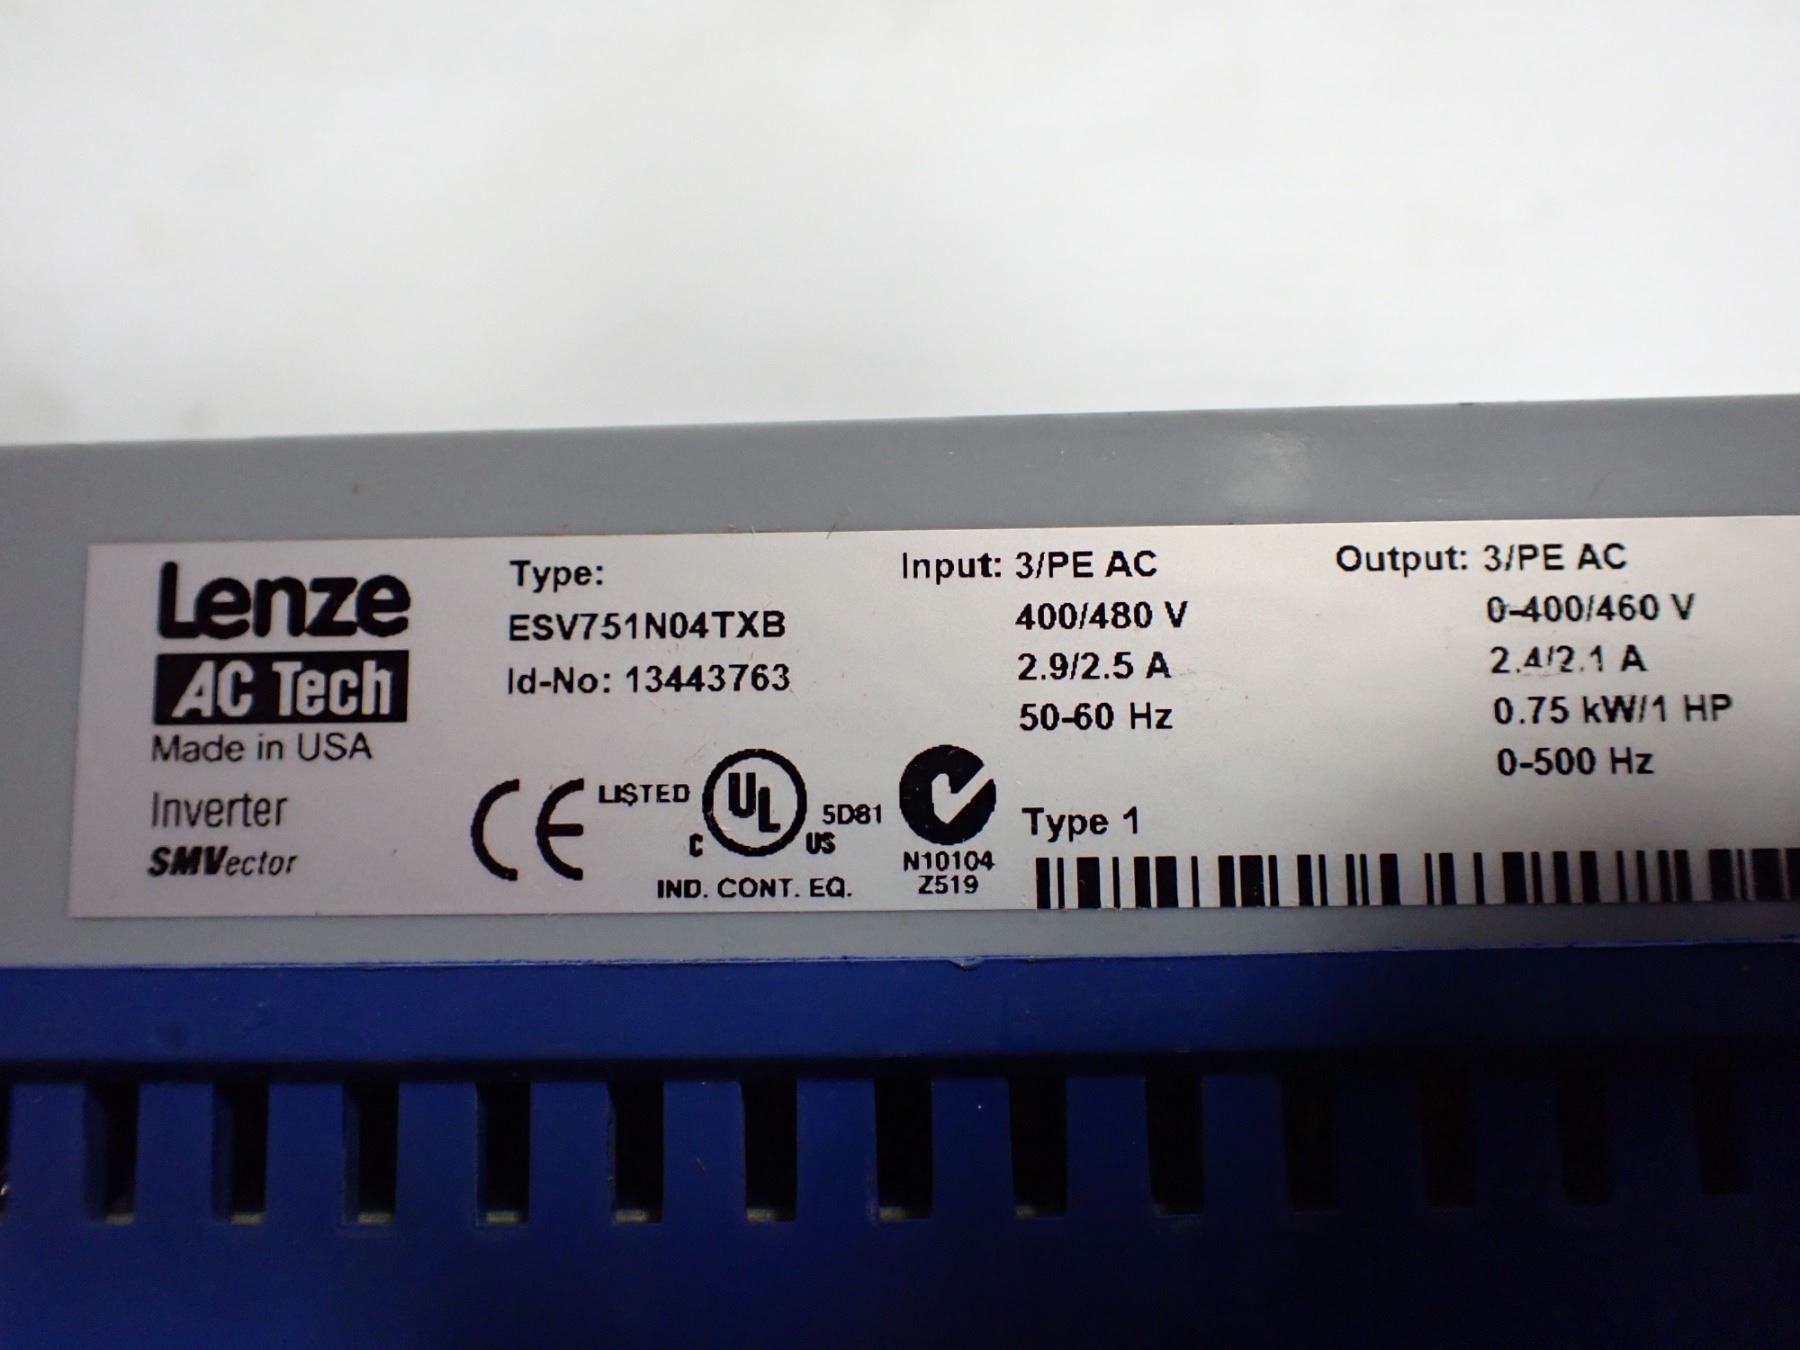 Lenze
AC Tech
Made in USA
Inverter
SMVector
Type:
ESV751N04TXB
Id-No: 13443763
CE
LISTED
C UL US
5D81
IND. CONT. EQ.
N10104
Z519
Input: 3/PE AC
400/480 V
2.9/2.5 A
50-60 Hz
Type 1
Output: 3/PE AC
0-400/460 V
2.4/2.1 A
0.75 kW/1 HP
0-500 Hz